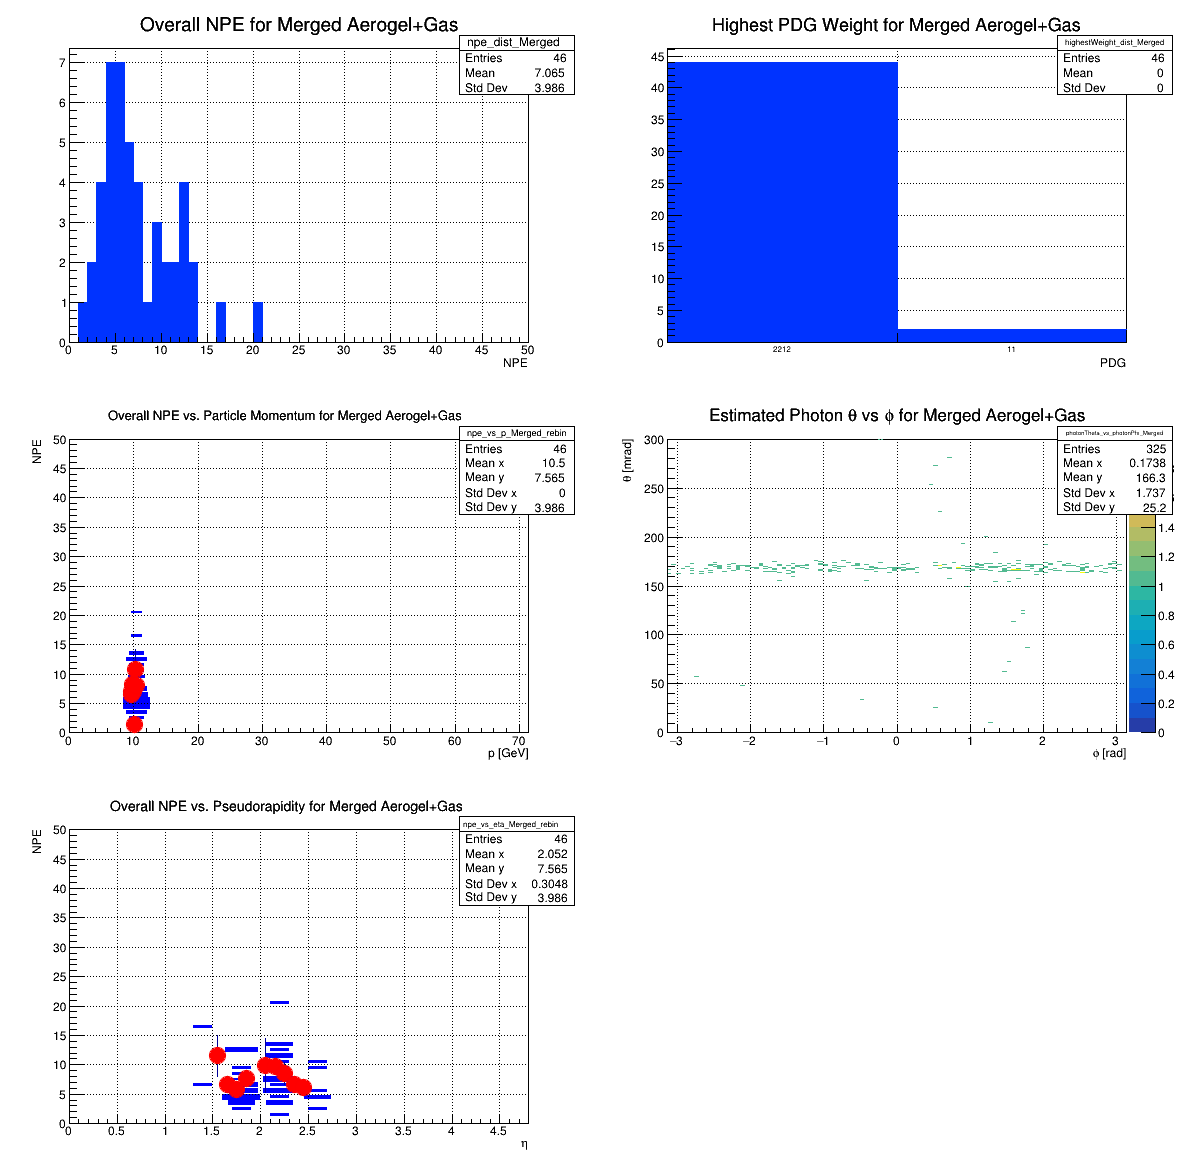 Overall NPE for Merged Aerogel+Gas
npe_dist_Merged
Entries 46
Mean 7.065
Std Dev 3.986
7
6
5
4
3
2
1
0
0 5 10 15 20 25 30 35 40 45 50
NPE
Highest PDG Weight for Merged Aerogel+Gas
highestWeight_dist_Merged
Entries 46
Mean 0
Std Dev 0
45
40
35
30
25
20
15
10
5
0
2212 11
PDG
Overall NPE vs. Particle Momentum for Merged Aerogel+Gas
npe_vs_p_Merged_rebin
Entries 46
Mean x 10.5
Mean y 7.565
Std Dev x 0
Std Dev y 3.986
NPE
50
45
40
35
30
25
20
15
10
5
0
0 10 20 30 40 50 60 70
p [GeV]
Estimated Photon θ vs ϕ for Merged Aerogel+Gas
photonTheta_vs_photonPhi_Merged
Entries 325
Mean x 0.1738
Mean y 166.3
Std Dev x 1.737
Std Dev y 25.2
θ [mrad]
300
250
200
150
100
50
0
−3 −2 −1 0 1 2 3
ϕ [rad]
1.4
1.2
1
0.8
0.6
0.4
0.2
0
Overall NPE vs. Pseudorapidity for Merged Aerogel+Gas
npe_vs_eta_Merged_rebin
Entries 46
Mean x 2.052
Mean y 7.565
Std Dev x 0.3048
Std Dev y 3.986
NPE
50
45
40
35
30
25
20
15
10
5
0
0 0.5 1 1.5 2 2.5 3 3.5 4 4.5
η